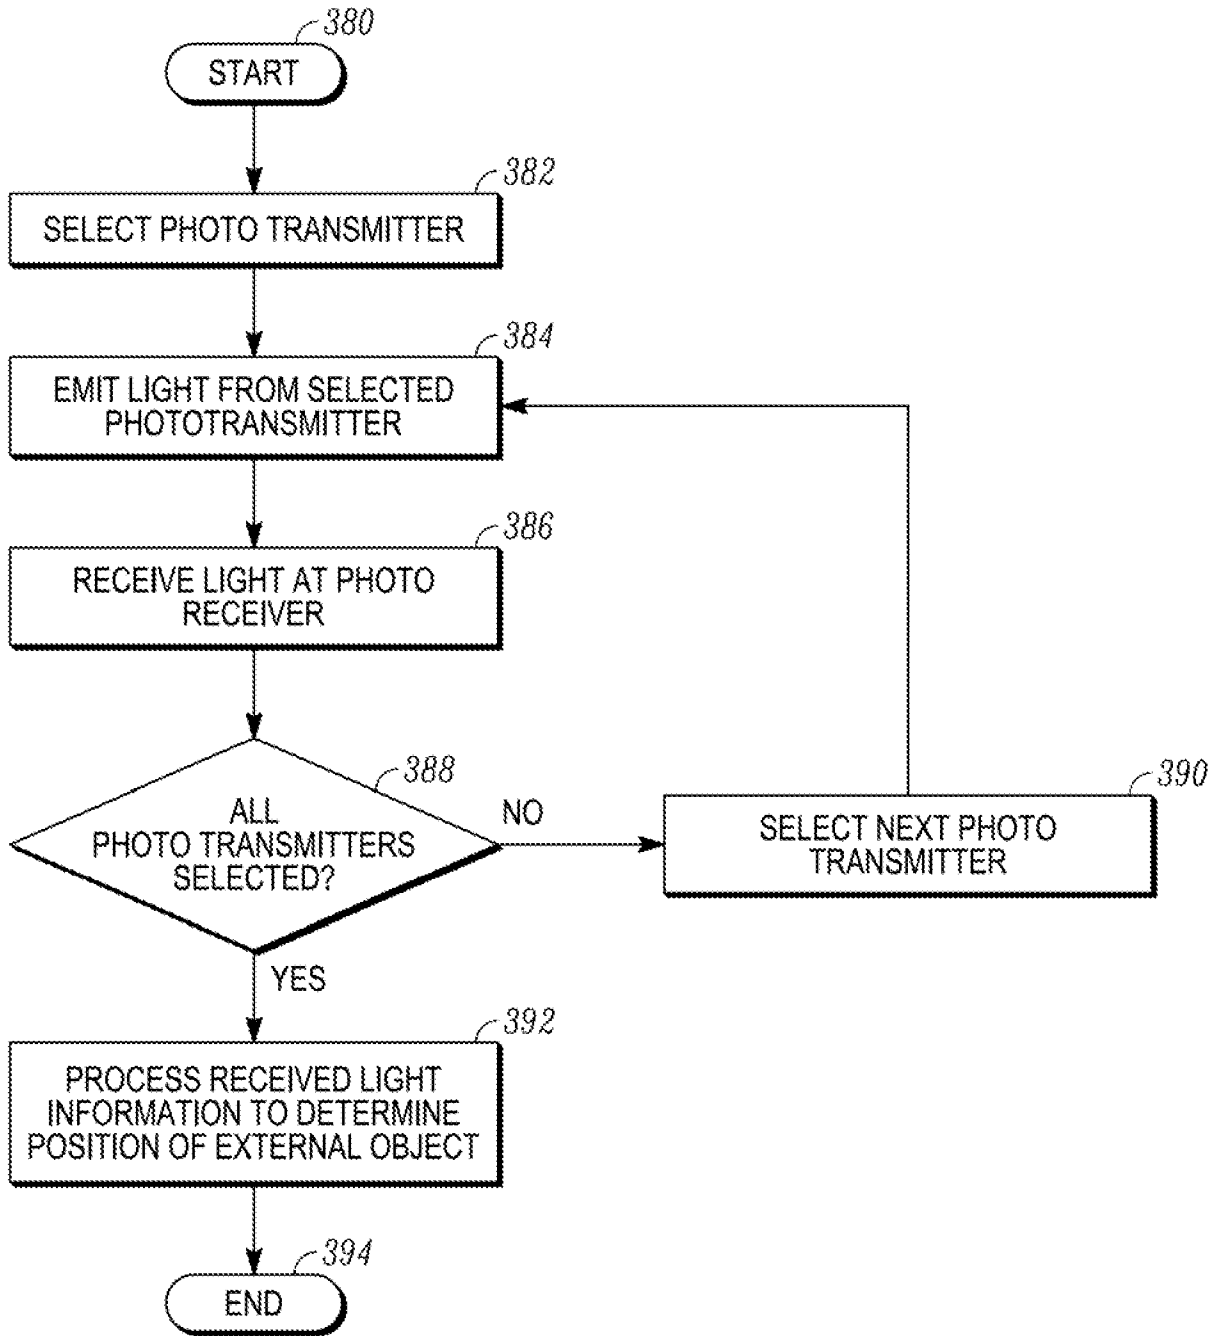 380
START
382
SELECT PHOTO TRANSMITTER
384
EMIT LIGHT FROM SELECTED
PHOTOTRANSMITTER
386
RECEIVE LIGHT AT PHOTO
RECEIVER
388
ALL
PHOTO TRANSMITTERS
SELECTED?
NO
390
SELECT NEXT PHOTO
TRANSMITTER
YES
392
PROCESS RECEIVED LIGHT
INFORMATION TO DETERMINE
POSITION OF EXTERNAL OBJECT
394
END